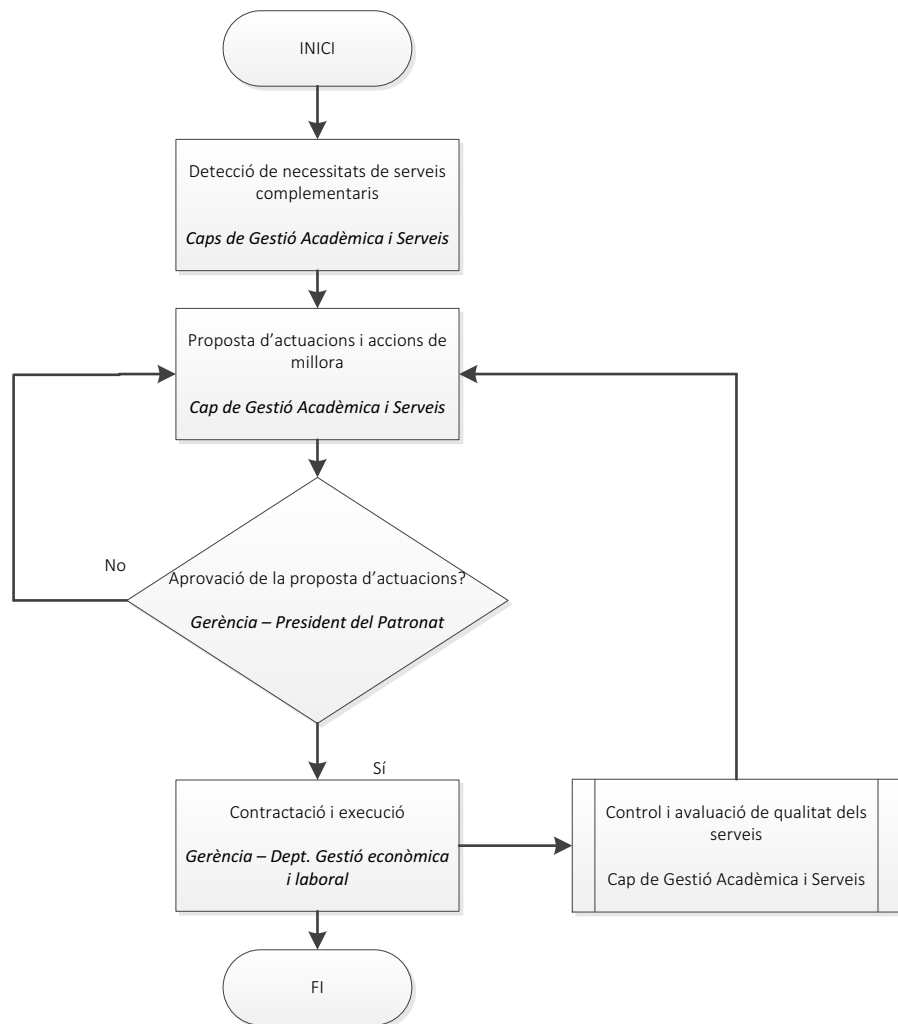 INICI
Detecció de necessitats de serveis
complementaris
Caps de Gestió Acadèmica i Serveis
Proposta d’actuacions i accions de
millora
Cap de Gestió Acadèmica i Serveis
No
Aprovació de la proposta d’actuacions?
Gerència – President del Patronat
Sí
Contractació i execució
Gerència – Dept. Gestió econòmica
i laboral
Control i avaluació de qualitat dels
serveis
Cap de Gestió Acadèmica i Serveis
FI